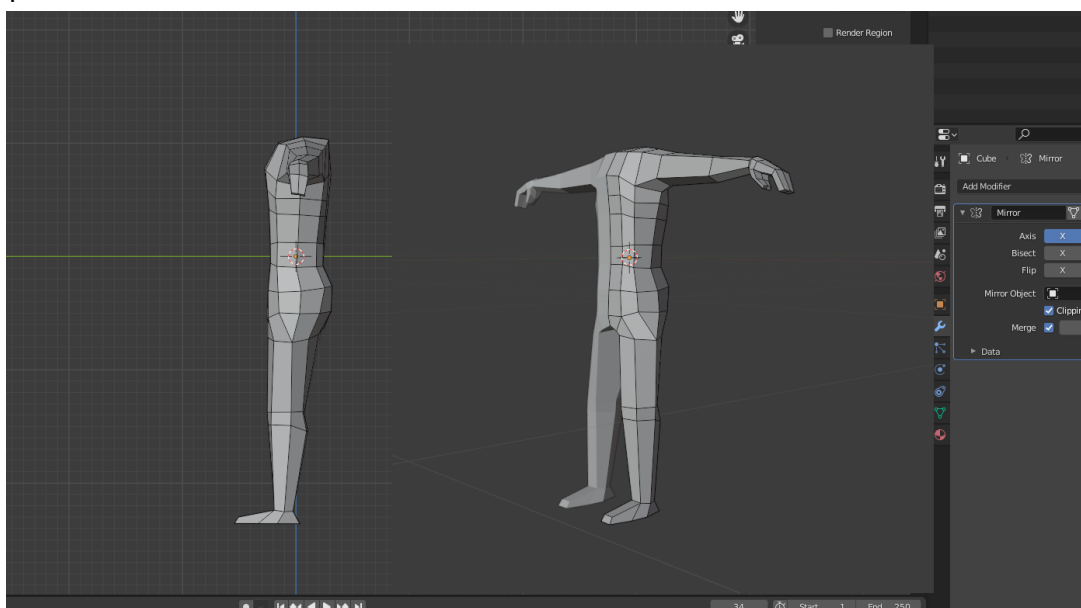 Render Region
Cube Mirror
Add Modifier
Mirror
Axis X
Bisect X
Flip X
Mirror Object
Merge
Data
34 Start 1 End 250